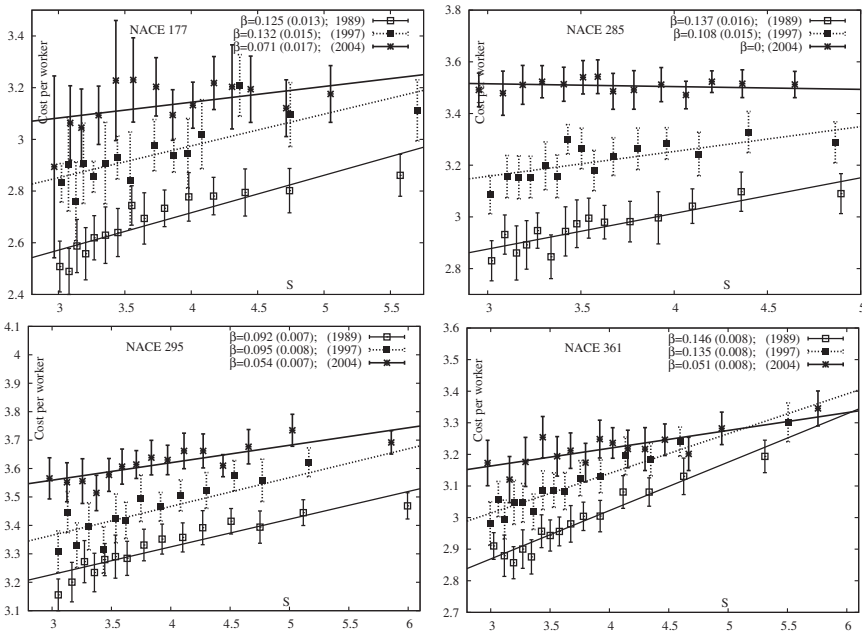 NACE 177
β=0.125 (0.013); (1989)
β=0.132 (0.015); (1997)
β=0.071 (0.017); (2004)
Cost per worker
3.4
3.2
3
2.8
2.6
2.4
3
3.5
4
4.5
5
5.5
S
NACE 285
β=0.137 (0.016); (1989)
β=0.108 (0.015); (1997)
β=0; (2004)
Cost per worker
3.8
3.6
3.4
3.2
3
2.8
3
3.5
4
4.5
5
S
NACE 295
β=0.092 (0.007); (1989)
β=0.095 (0.008); (1997)
β=0.054 (0.007); (2004)
Cost per worker
4.1
4
3.9
3.8
3.7
3.6
3.5
3.4
3.3
3.2
3.1
3
3.5
4
4.5
5
5.5
6
S
NACE 361
β=0.146 (0.008); (1989)
β=0.135 (0.008); (1997)
β=0.051 (0.008); (2004)
Cost per worker
3.6
3.5
3.4
3.3
3.2
3.1
3
2.9
2.8
2.7
3
3.5
4
4.5
5
5.5
6
S